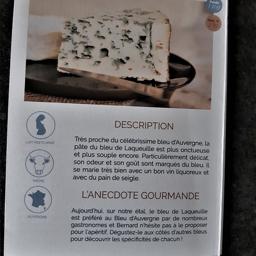 DESCRIPTION
Très proche du célébrissime bleu d'Auvergne, la
pâte du bleu de Laqueuille est plus onctueuse
et plus souple encore. Particulièrement délicat,
son odeur et son goût sont marqués du bleu. Il
se marie très bien avec un bon vin liquoreux et
avec du pain de seigle.
LAIT PASTEURISÉ
VACHE
AUVERGNE
L'ANECDOTE GOURMANDE
Aujourd'hui, sur notre étal, le bleu de Laqueuille
est préféré au Bleu d'Auvergne par de nombreux
gastronomes et Bernard n'hésite pas à le proposer
pour l'apéritif. Dégustez-le aux côtés d'autres bleus
pour découvrir les spécificités de chacun !